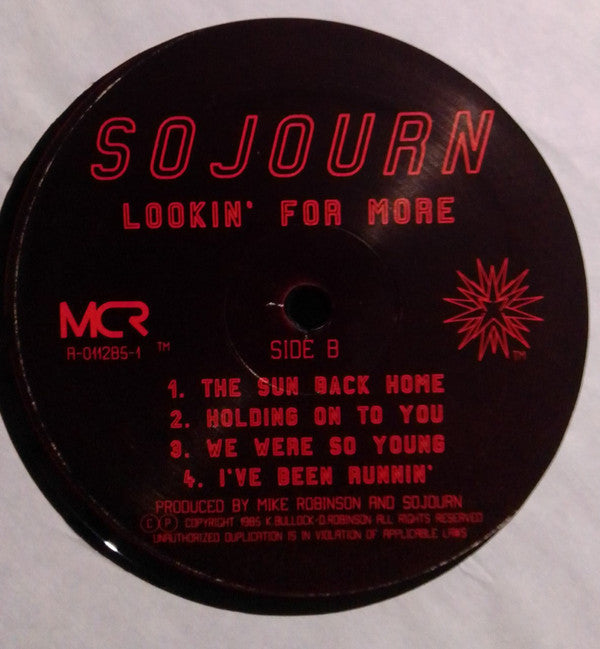 SOJOURN
LOOKIN' FOR MORE
MCR
R-011285-1 ™
™
SIDE B
1. THE SUN BACK HOME
2. HOLDING ON TO YOU
3. WE WERE SO YOUNG
4. I'VE BEEN RUNNIN'
PRODUCED BY MIKE ROBINSON AND SOJOURN
Ⓒ Ⓟ COPYRIGHT 1985 K.BULLOCK-D.ROBINSON ALL RIGHTS RESERVED
UNAUTHORIZED DUPLICATION IS IN VIOLATION OF APPLICABLE LAWS